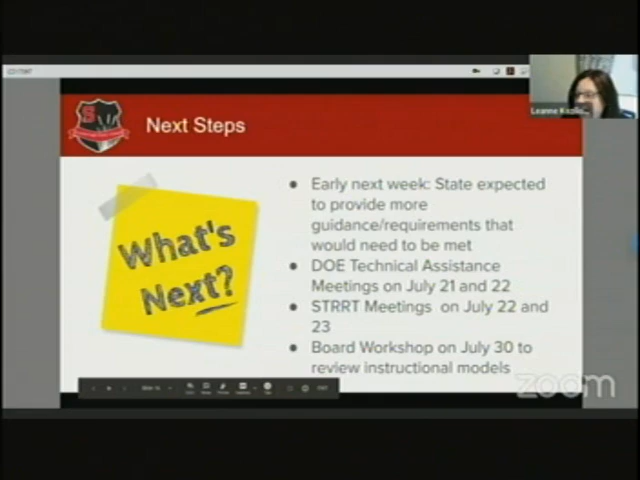 Next Steps
Leanne
What's
Next?
● Early next week: State expected
to provide more
guidance/requirements that
would need to be met
● DOE Technical Assistance
Meetings on July 21 and 22
● STRRT Meetings on July 22 and
23
● Board Workshop on July 30 to
review instructional models
zoom